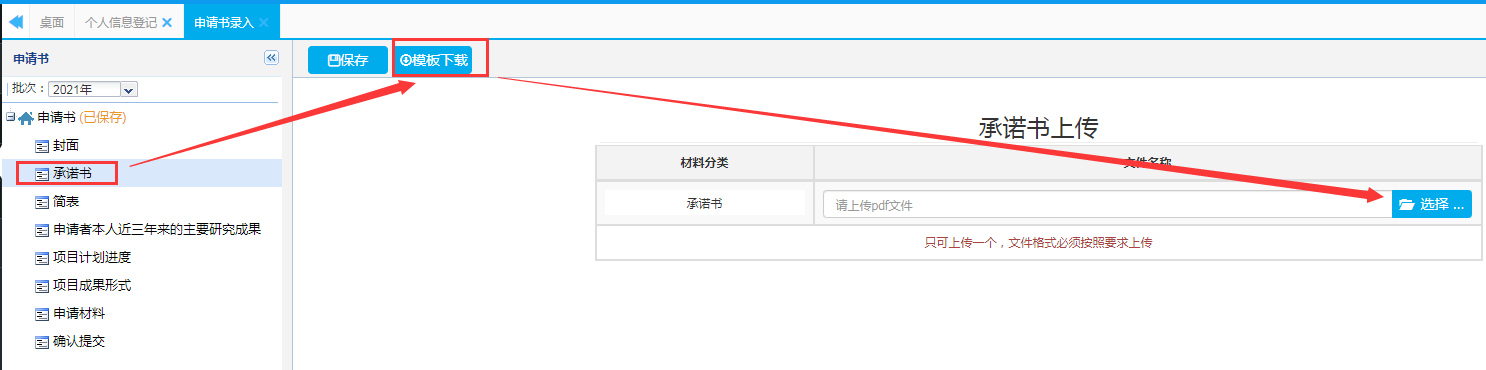 桌面
个人信息登记
申请书录入
申请书
保存
模板下载
批次：
2021年
申请书 (已保存)
封面
承诺书
简表
申请者本人近三年来的主要研究成果
项目计划进度
项目成果形式
申请材料
确认提交
承诺书上传
材料分类
文件名称
承诺书
请上传pdf文件
选择 ...
只可上传一个，文件格式必须按照要求上传